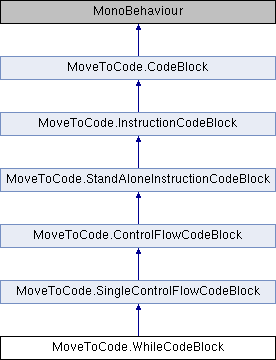 MonoBehaviour
MoveToCode.CodeBlock
MoveToCode.InstructionCodeBlock
MoveToCode.StandAloneInstructionCodeBlock
MoveToCode.ControlFlowCodeBlock
MoveToCode.SingleControlFlowCodeBlock
MoveToCode.WhileCodeBlock